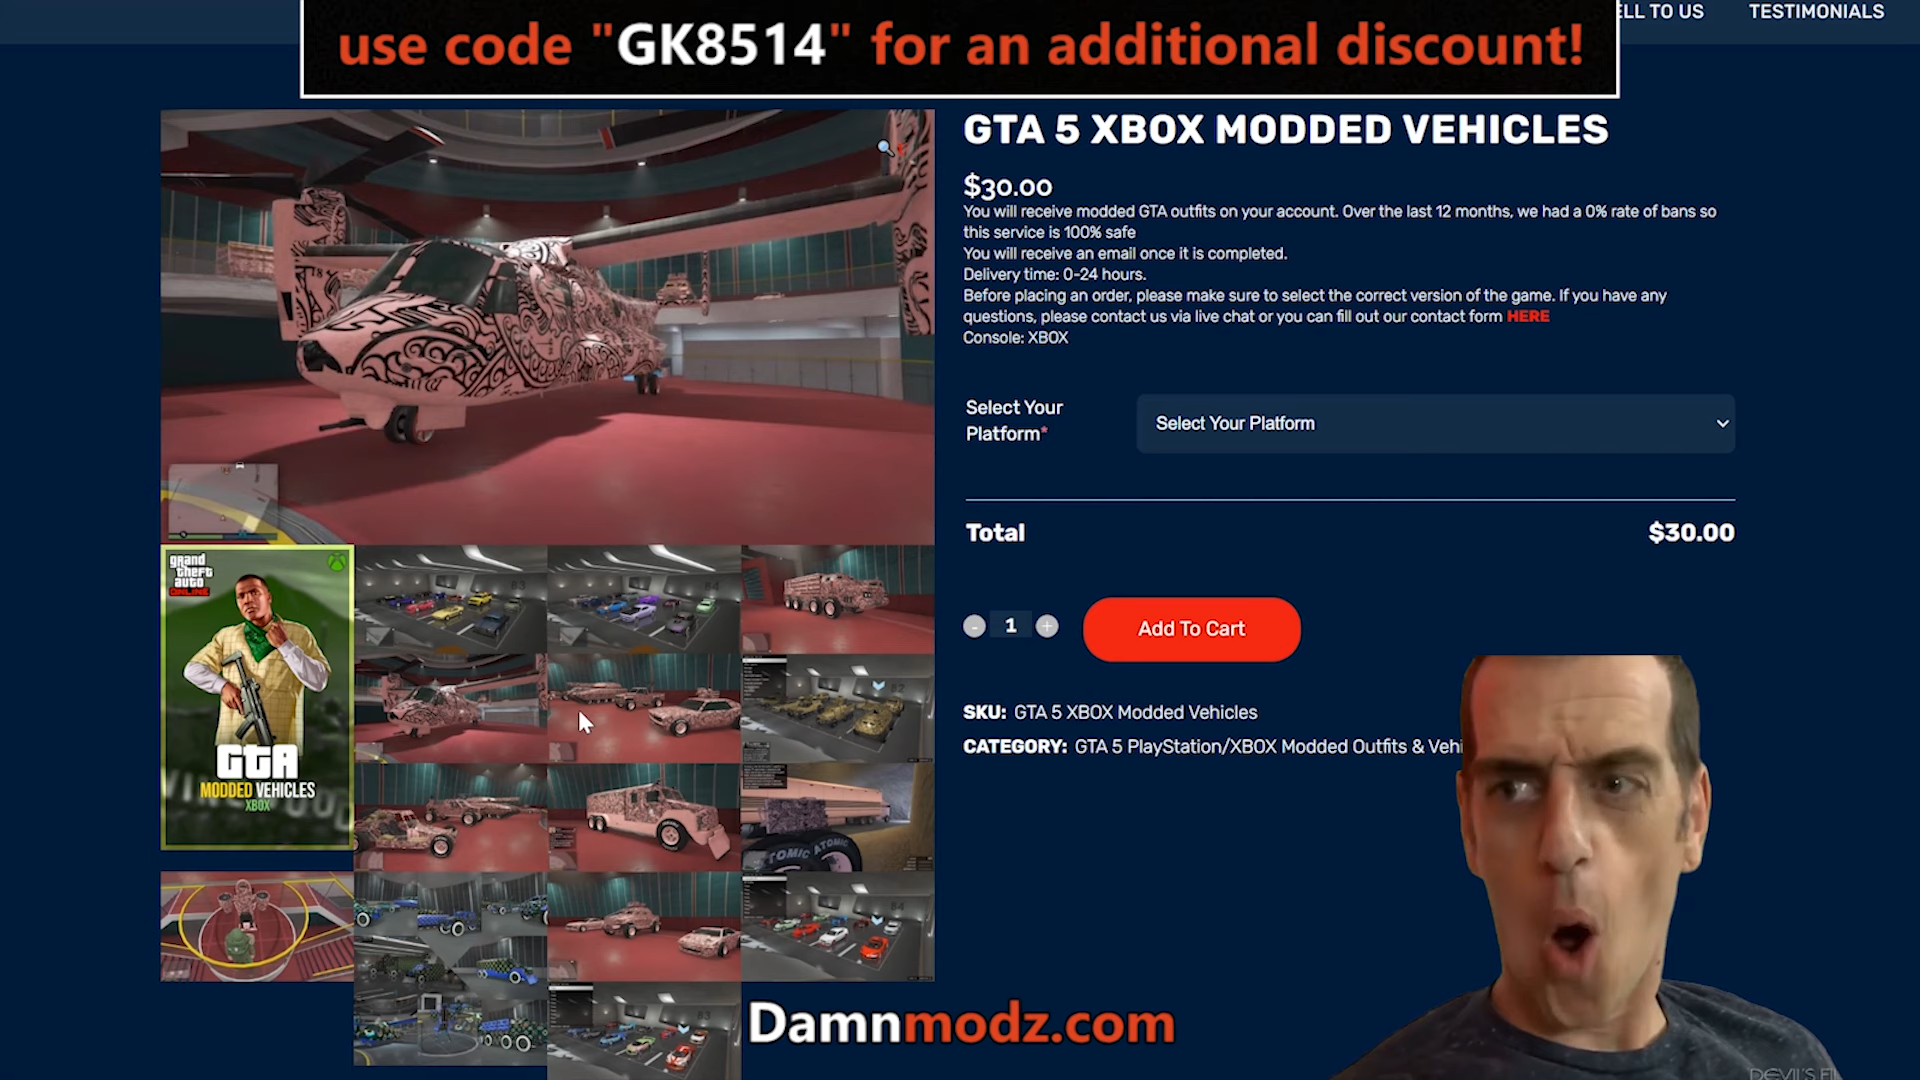 use code "GK8514" for an additional discount!
ELL TO US
TESTIMONIALS
GTA 5 XBOX MODDED VEHICLES
$30.00
You will receive modded GTA outfits on your account. Over the last 12 months, we had a 0% rate of bans so
this service is 100% safe
You will receive an email once it is completed.
Delivery time: 0-24 hours.
Before placing an order, please make sure to select the correct version of the game. If you have any
questions, please contact us via live chat or you can fill out our contact form HERE
Console: XBOX
Select Your
Platform*
Select Your Platform
Total
$30.00
- 1 +
Add To Cart
SKU: GTA 5 XBOX Modded Vehicles
CATEGORY: GTA 5 PlayStation/XBOX Modded Outfits & Vehi
grand
theft
auto
ONLINE
GTA
MODDED VEHICLES
XBOX
ATOMIC ATOMIC
Damnmodz.com